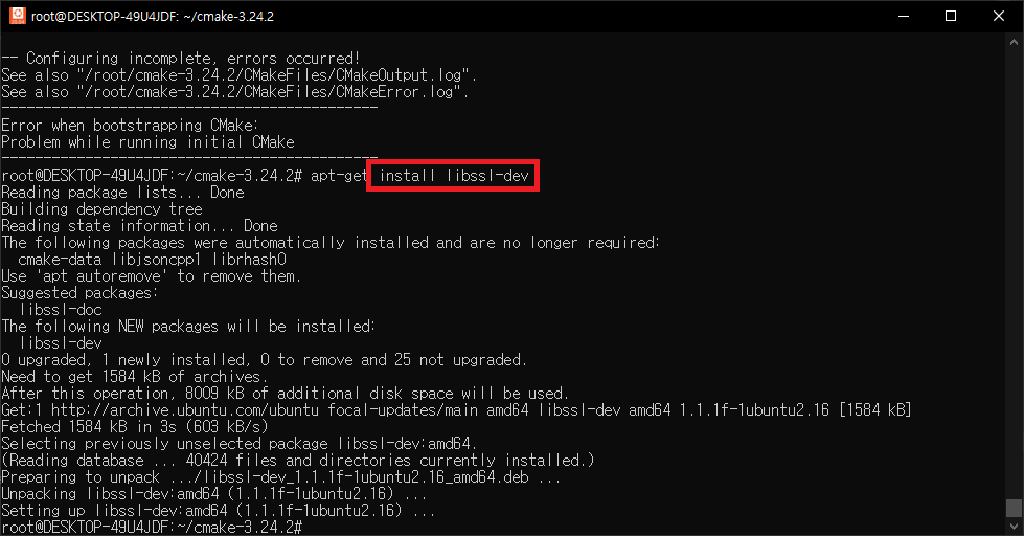 root@DESKTOP-49U4JDF: ~/cmake-3.24.2
-- Configuring incomplete, errors occurred!
See also "/root/cmake-3.24.2/CMakeFiles/CMakeOutput.log".
See also "/root/cmake-3.24.2/CMakeFiles/CMakeError.log".
---------------------------------------------
Error when bootstrapping CMake:
Problem while running initial CMake
---------------------------------------------
root@DESKTOP-49U4JDF:~/cmake-3.24.2# apt-get install libssl-dev
Reading package lists... Done
Building dependency tree
Reading state information... Done
The following packages were automatically installed and are no longer required:
  cmake-data libjsoncpp1 librhash0
Use 'apt autoremove' to remove them.
Suggested packages:
  libssl-doc
The following NEW packages will be installed:
  libssl-dev
0 upgraded, 1 newly installed, 0 to remove and 25 not upgraded.
Need to get 1584 kB of archives.
After this operation, 8009 kB of additional disk space will be used.
Get:1 http://archive.ubuntu.com/ubuntu focal-updates/main amd64 libssl-dev amd64 1.1.1f-1ubuntu2.16 [1584 kB]
Fetched 1584 kB in 3s (603 kB/s)
Selecting previously unselected package libssl-dev:amd64.
(Reading database ... 40424 files and directories currently installed.)
Preparing to unpack .../libssl-dev_1.1.1f-1ubuntu2.16_amd64.deb ...
Unpacking libssl-dev:amd64 (1.1.1f-1ubuntu2.16) ...
Setting up libssl-dev:amd64 (1.1.1f-1ubuntu2.16) ...
root@DESKTOP-49U4JDF:~/cmake-3.24.2#